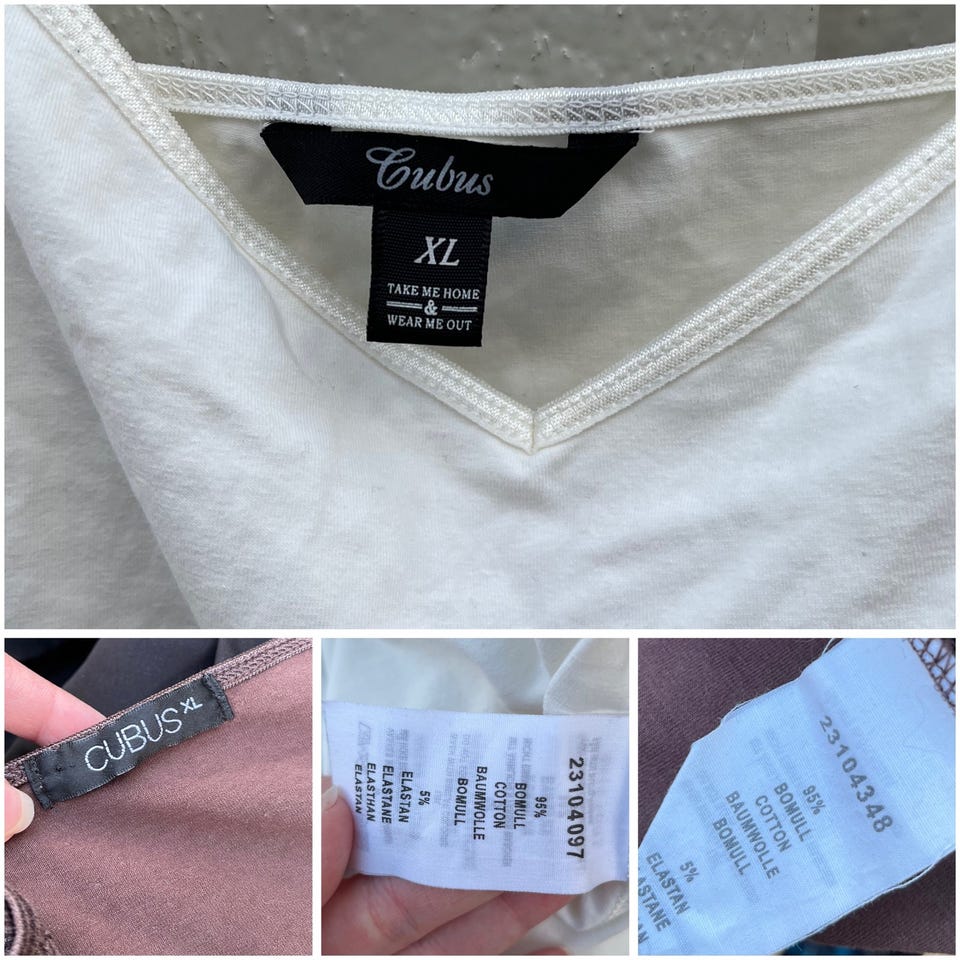 Cubus
XL
TAKE ME HOME
&
WEAR ME OUT
CUBUS XL
23104097
95%
BOMULL
COTTON
BAUMWOLLE
BOMULL
5%
ELASTAN
ELASTANE
ELASTHAN
ELASTAN
23104348
95%
BOMULL
COTTON
BAUMWOLLE
BOMULL
5%
ELASTAN